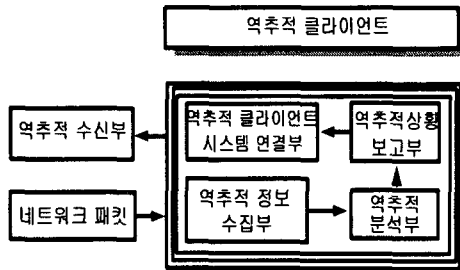 역추적 클라이언트
역추적 수신부
역추적 클라이언트
시스템 연결부
역추적상황
보고부
네트워크 패킷
역추적 정보
수집부
역추적
분석부